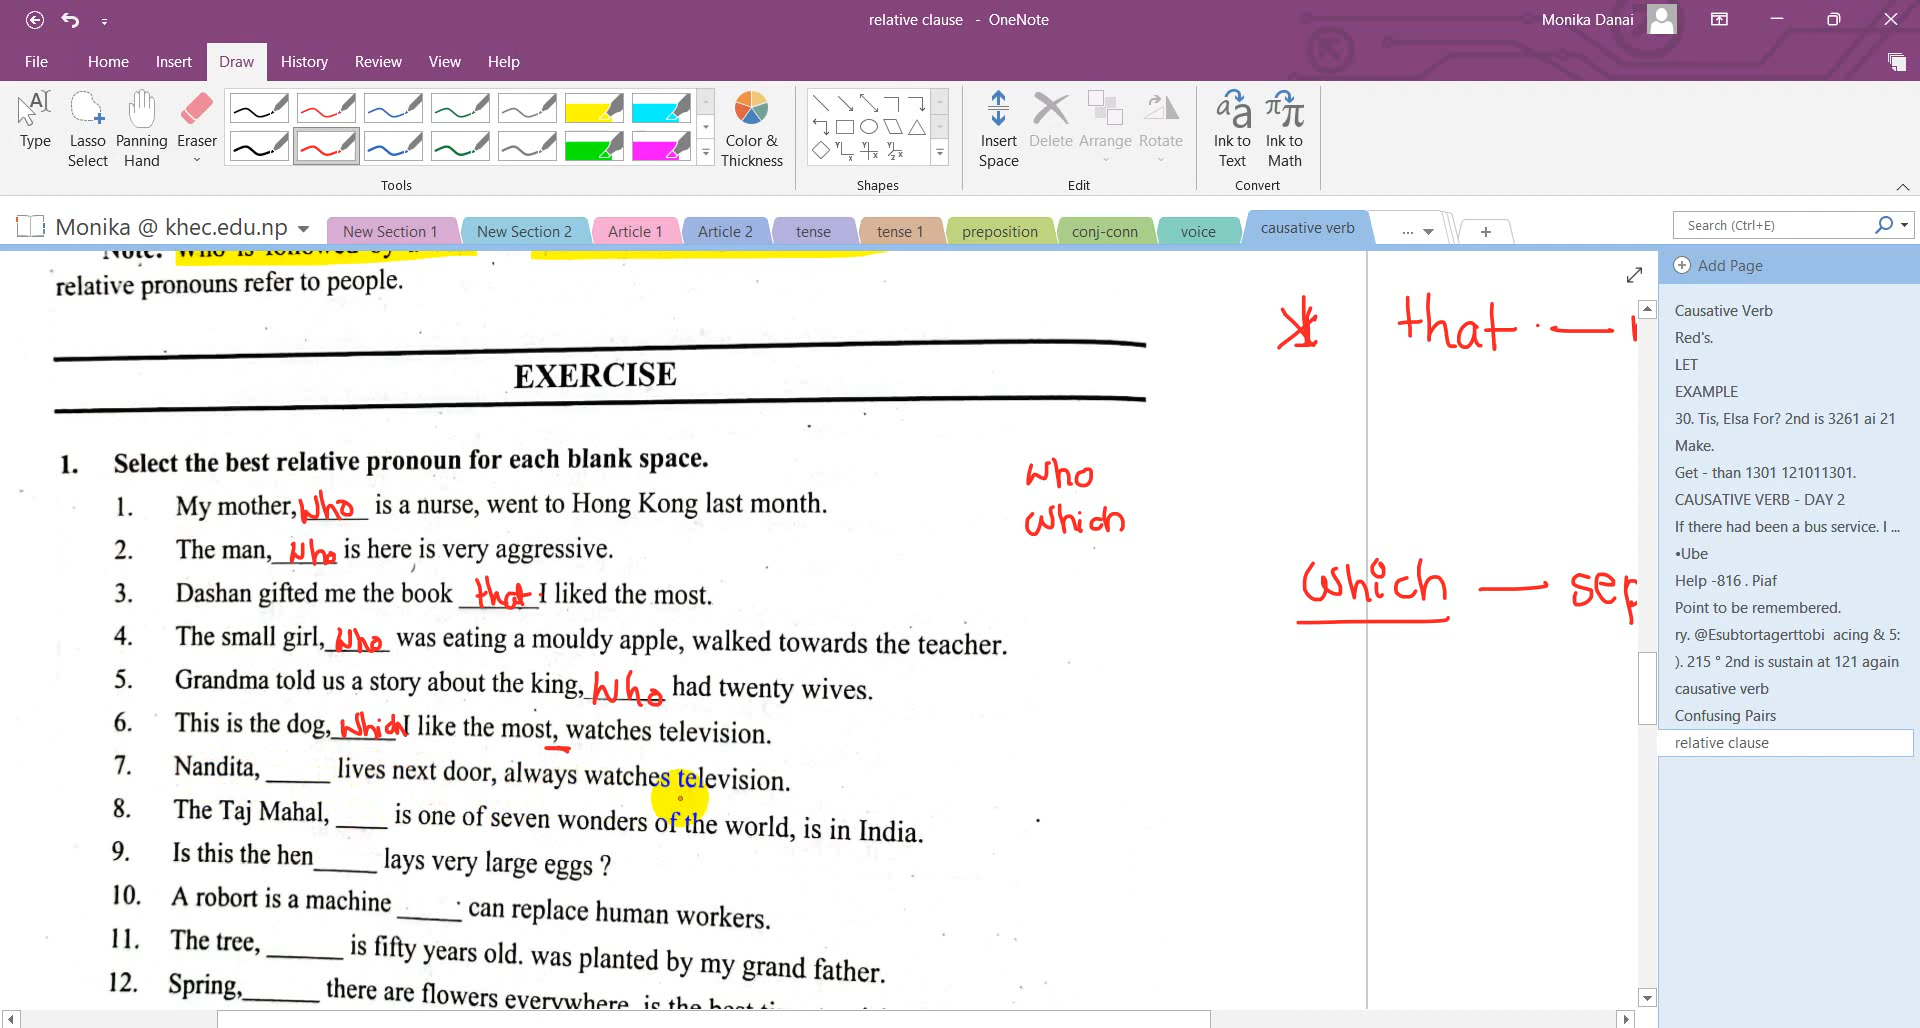 relative clause - OneNote
Monika Danai
File Home Insert Draw History Review View Help
Type
Lasso Select
Panning Hand
Eraser
Color & Thickness
Insert Space
Delete
Arrange
Rotate
Ink to Text
Ink to Math
Tools
Shapes
Edit
Convert
Monika @ khec.edu.np
New Section 1 New Section 2 Article 1 Article 2 tense tense 1 preposition conj-conn voice causative verb ... +
Search (Ctrl+E)
relative pronouns refer to people.
that
EXERCISE
1. Select the best relative pronoun for each blank space.
who
which
1. My mother, who is a nurse, went to Hong Kong last month.
2. The man, who is here is very aggressive.
3. Dashan gifted me the book that I liked the most.
which — sep
4. The small girl, who was eating a mouldy apple, walked towards the teacher.
5. Grandma told us a story about the king, who had twenty wives.
6. This is the dog, which I like the most, watches television.
7. Nandita, _____ lives next door, always watches television.
8. The Taj Mahal, ____ is one of seven wonders of the world, is in India.
9. Is this the hen_____ lays very large eggs ?
10. A robort is a machine _____ can replace human workers.
11. The tree, ______ is fifty years old. was planted by my grand father.
12. Spring,______ there are flowers everywhere, is the best
Add Page
Causative Verb
Red's.
LET
EXAMPLE
30. Tis, Elsa For? 2nd is 3261 ai 21
Make.
Get - than 1301 121011301.
CAUSATIVE VERB - DAY 2
If there had been a bus service. I ...
•Ube
Help -816 . Piaf
Point to be remembered.
ry. @Esubtortagerttobi acing & 5:
). 215 ° 2nd is sustain at 121 again
causative verb
Confusing Pairs
relative clause